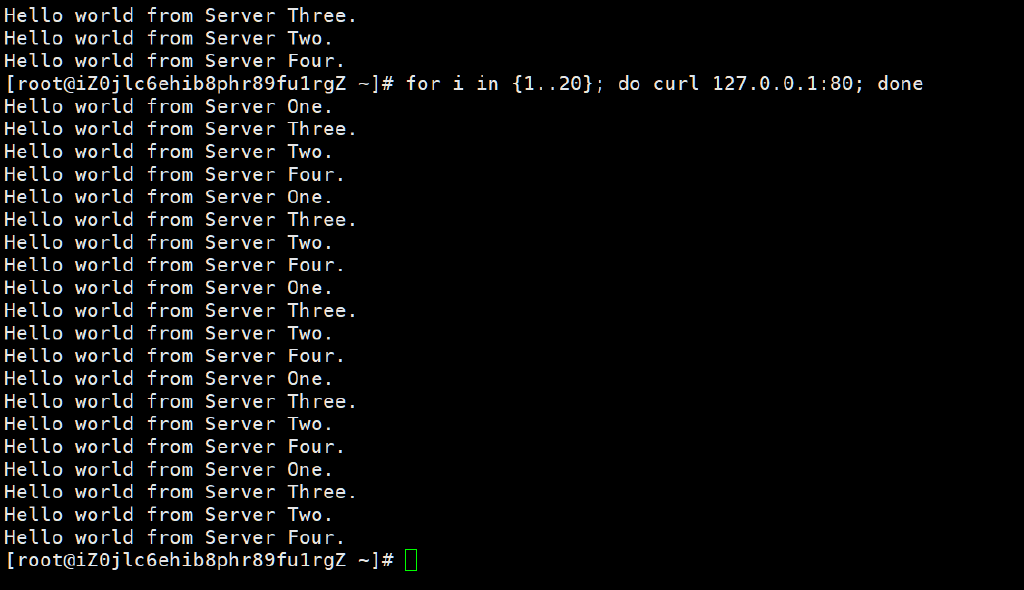 Hello world from Server Three.
Hello world from Server Two.
Hello world from Server Four.
[root@iZ0jlc6ehib8phr89fu1rgZ ~]# for i in {1..20}; do curl 127.0.0.1:80; done
Hello world from Server One.
Hello world from Server Three.
Hello world from Server Two.
Hello world from Server Four.
Hello world from Server One.
Hello world from Server Three.
Hello world from Server Two.
Hello world from Server Four.
Hello world from Server One.
Hello world from Server Three.
Hello world from Server Two.
Hello world from Server Four.
Hello world from Server One.
Hello world from Server Three.
Hello world from Server Two.
Hello world from Server Four.
Hello world from Server One.
Hello world from Server Three.
Hello world from Server Two.
Hello world from Server Four.
[root@iZ0jlc6ehib8phr89fu1rgZ ~]#